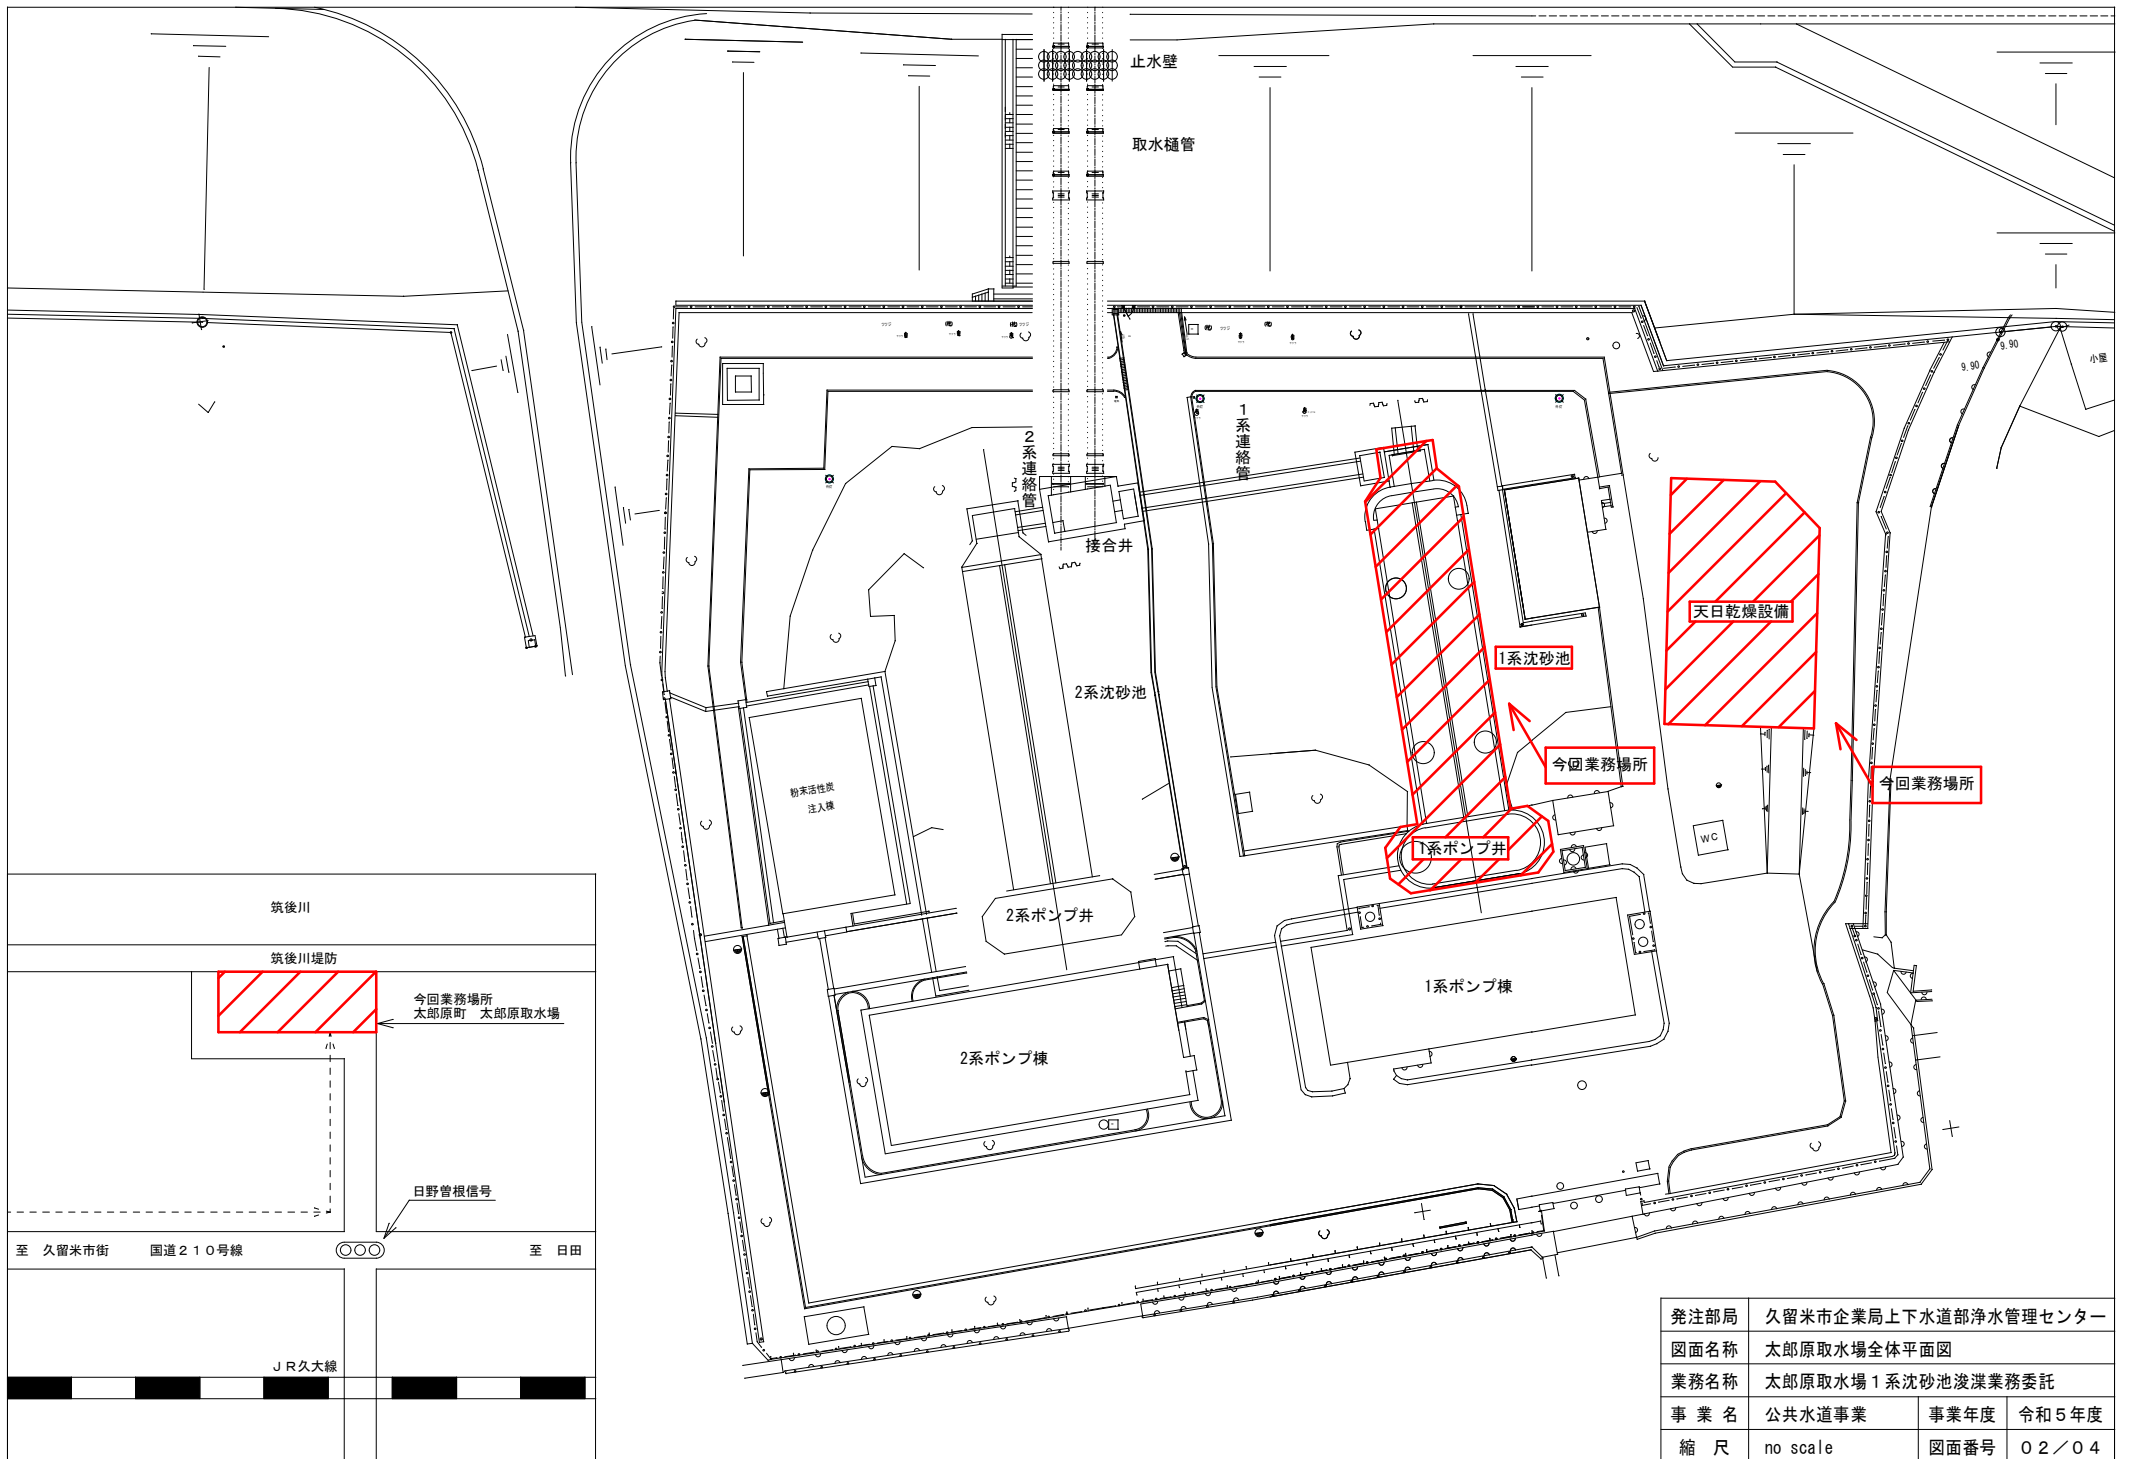 止水壁
取水樋管
小屋
9.90
9.90
2系連絡管
1系連絡管
接合井
天日乾燥設備
1系沈砂池
2系沈砂池
今回業務場所
今回業務場所
粉末活性炭
注入棟
WC
1系ポンプ井
2系ポンプ井
1系ポンプ棟
2系ポンプ棟
筑後川
筑後川堤防
今回業務場所
太郎原町 太郎原取水場
日野曽根信号
至 久留米市街 国道210号線 至 日田
JR久大線
発注部局 久留米市企業局上下水道部浄水管理センター
図面名称 太郎原取水場全体平面図
業務名称 太郎原取水場1系沈砂池浚渫業務委託
事業名 公共水道事業 事業年度 令和5年度
縮尺 no scale 図面番号 02/04